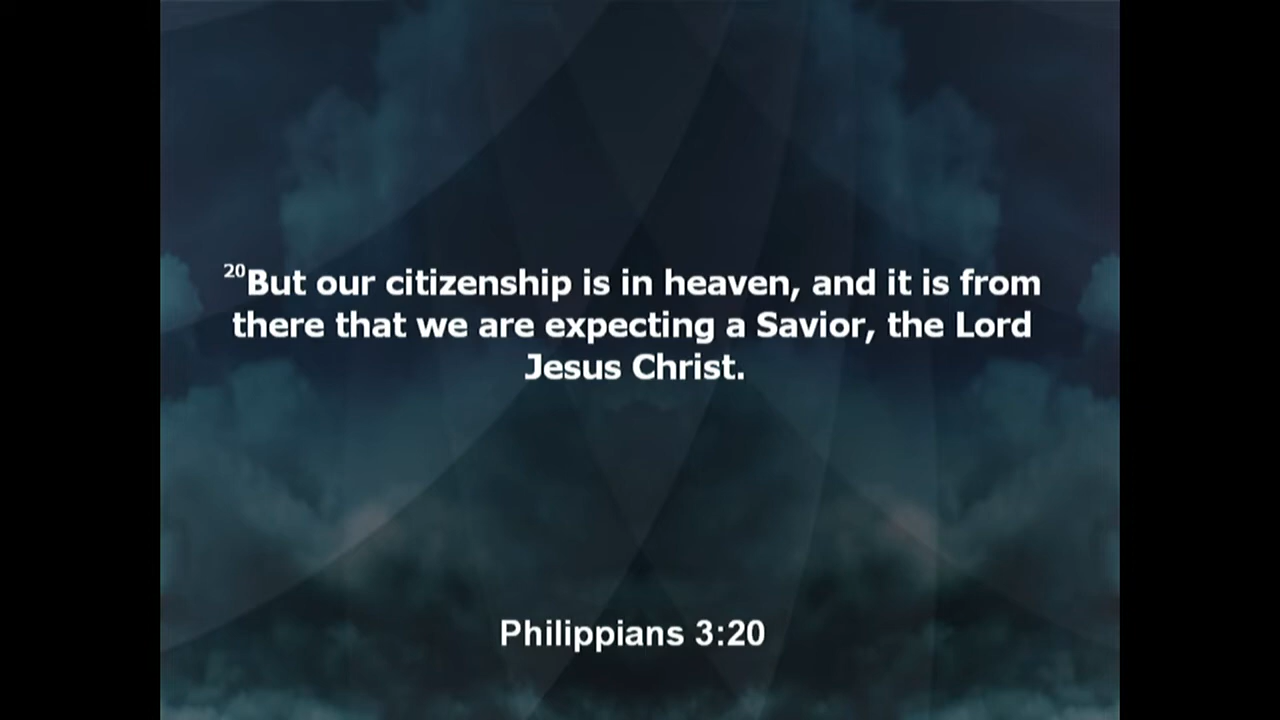 20But our citizenship is in heaven, and it is from
there that we are expecting a Savior, the Lord
Jesus Christ.
Philippians 3:20